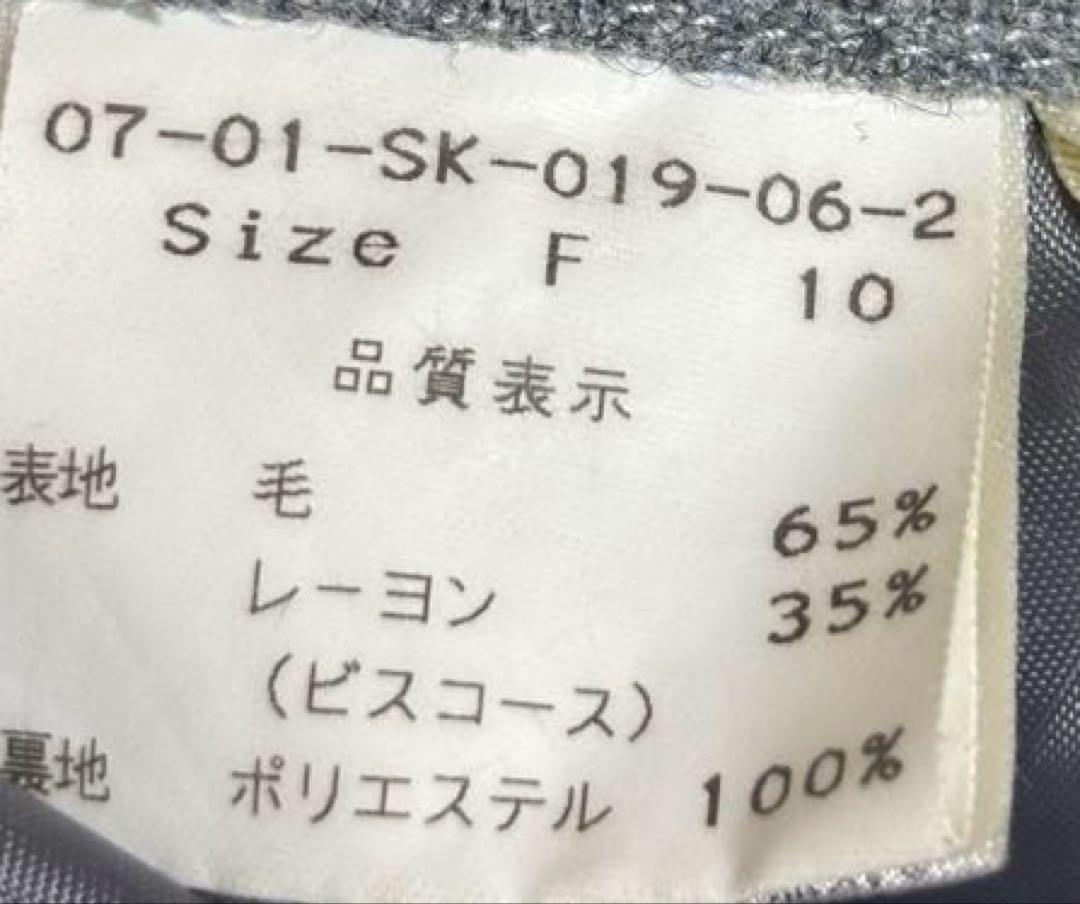 07-01-SK-019-06-2
Size F 10
品質表示
表地 毛 65%
レーヨン 35%
(ビスコース)
裏地 ポリエステル 100%